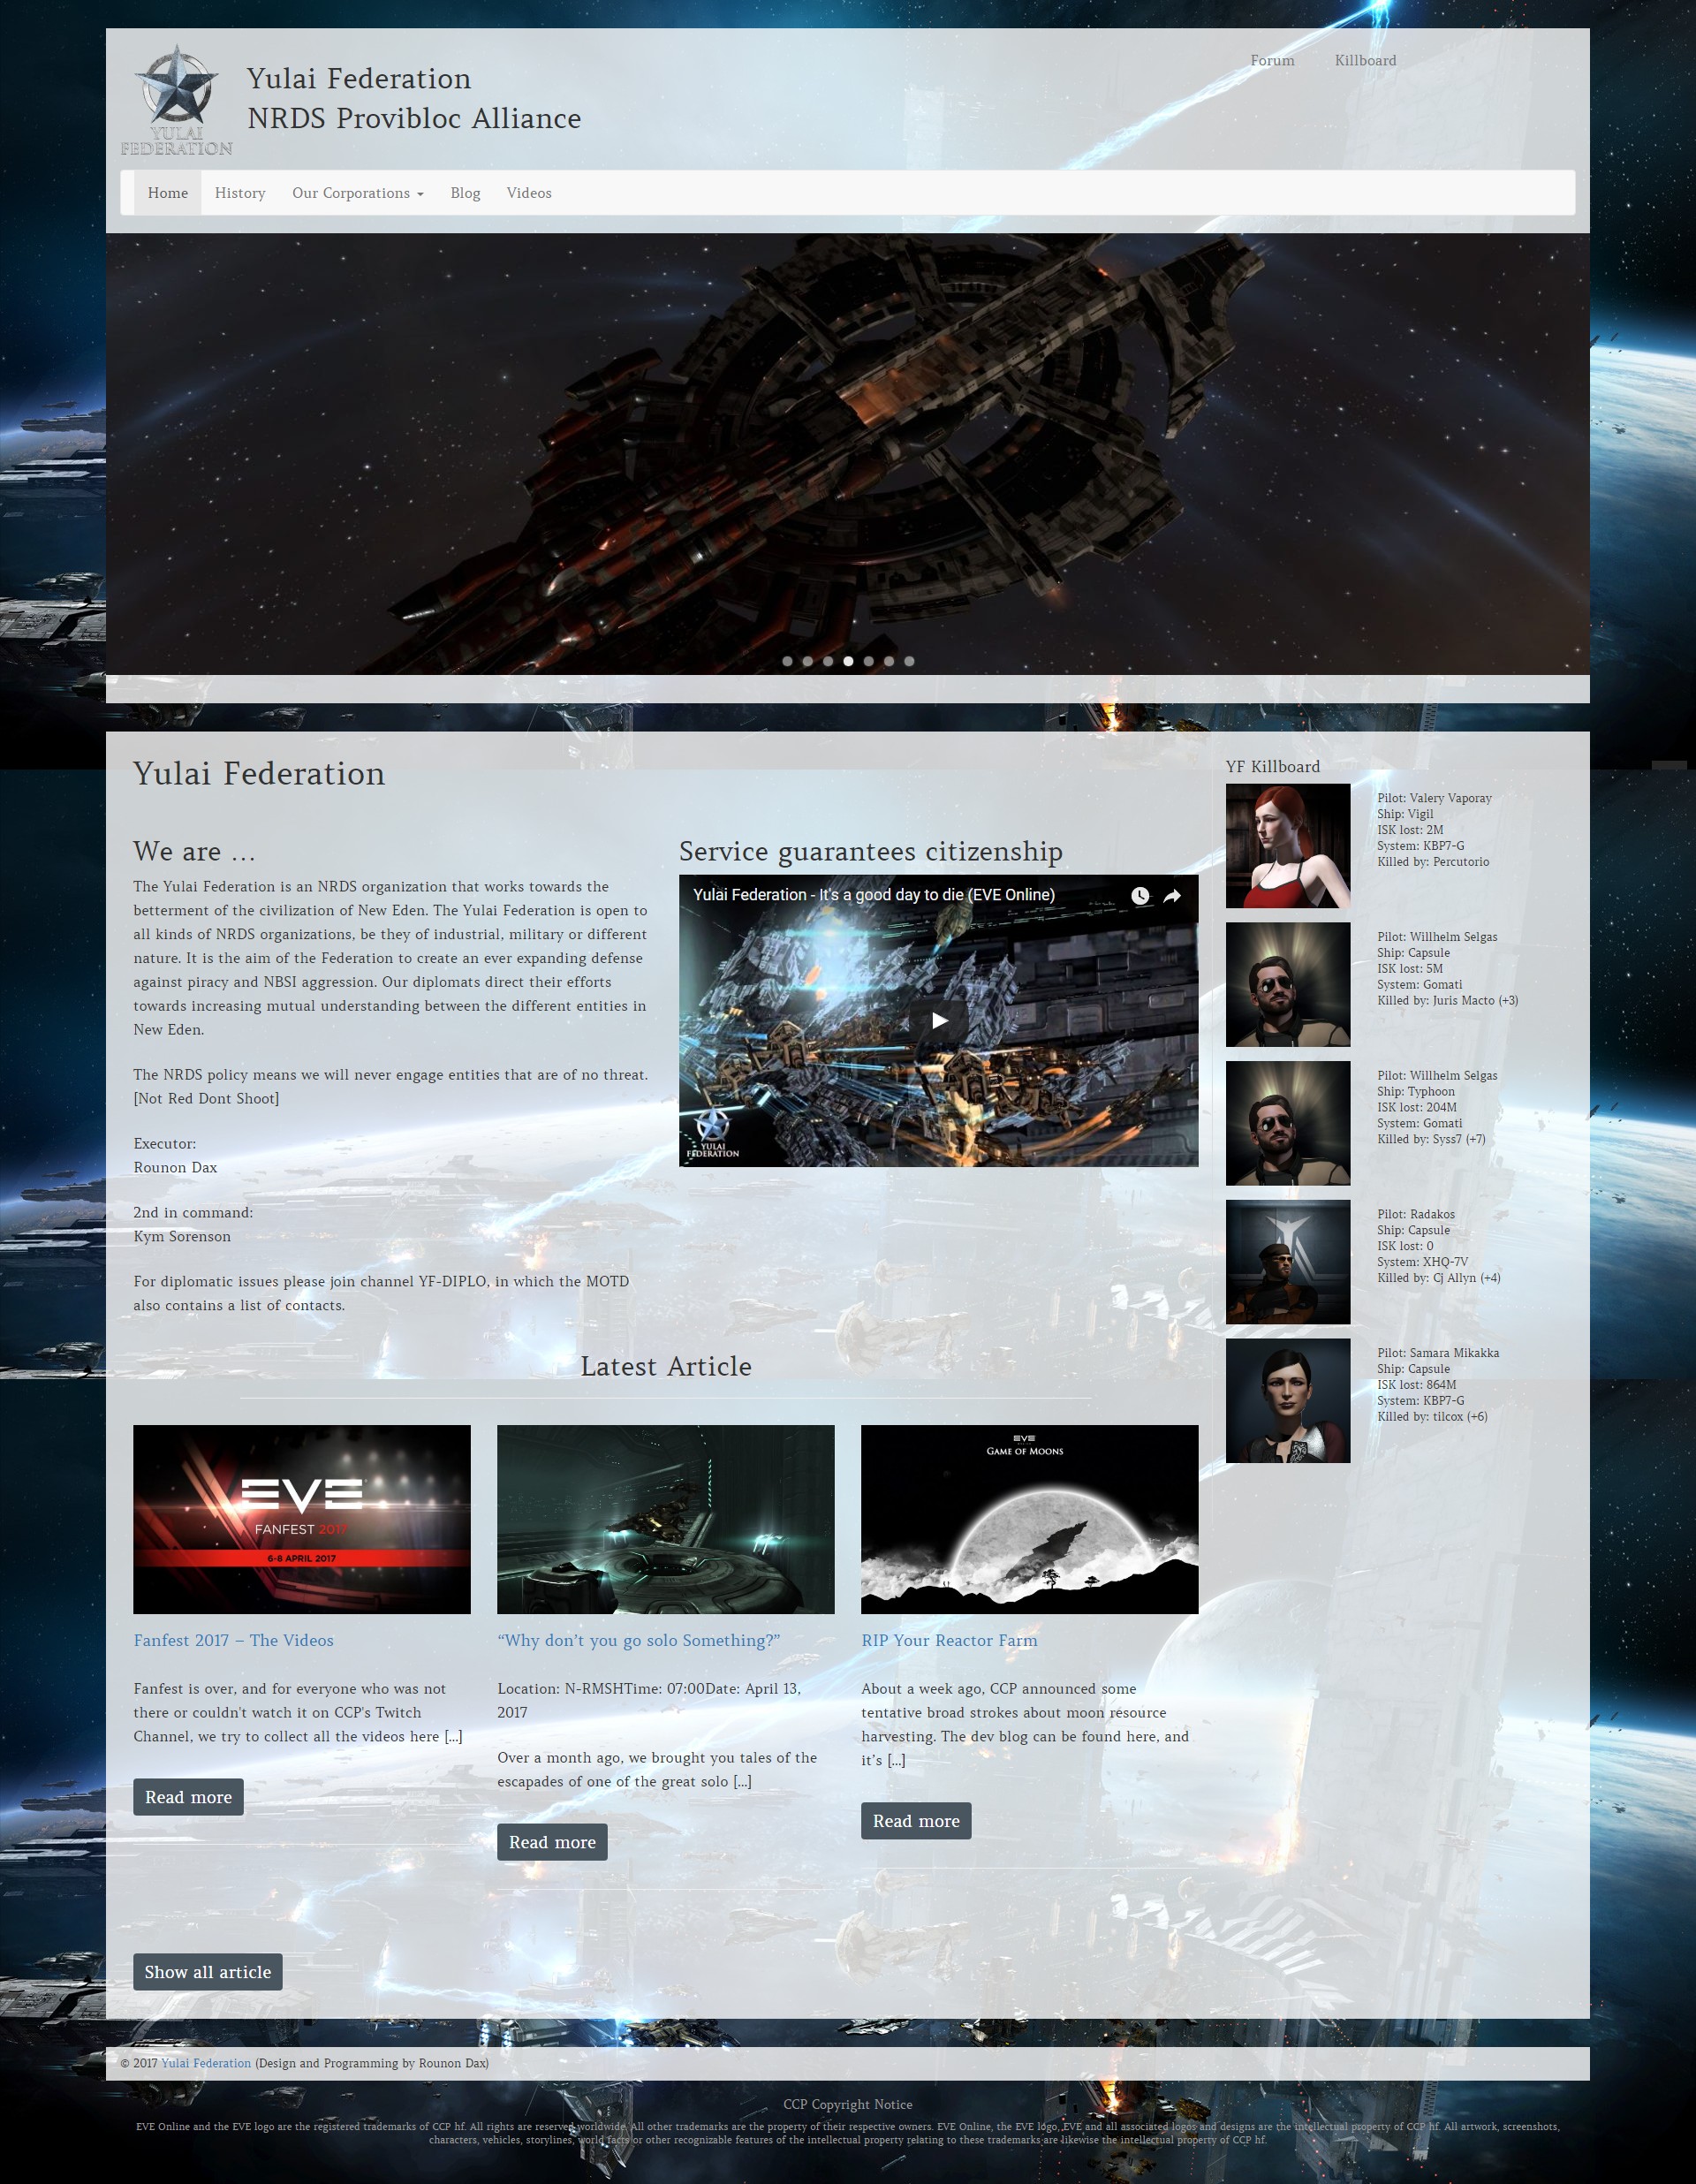 YULAI
FEDERATION
Yulai Federation
NRDS Provibloc Alliance
Forum
Killboard
Home
History
Our Corporations
Blog
Videos
Yulai Federation
We are ...
The Yulai Federation is an NRDS organization that works towards the
betterment of the civilization of New Eden. The Yulai Federation is open to
all kinds of NRDS organizations, be they of industrial, military or different
nature. It is the aim of the Federation to create an ever expanding defense
against piracy and NBSI aggression. Our diplomats direct their efforts
towards increasing mutual understanding between the different entities in
New Eden.
The NRDS policy means we will never engage entities that are of no threat.
[Not Red Dont Shoot]
Executor:
Rounon Dax
2nd in command:
Kym Sorenson
For diplomatic issues please join channel YF-DIPLO, in which the MOTD
also contains a list of contacts.
Service guarantees citizenship
Yulai Federation - It's a good day to die (EVE Online)
YULAI
FEDERATION
YF Killboard
Pilot: Valery Vaporay
Ship: Vigil
ISK lost: 2M
System: KBP7-G
Killed by: Percutorio
Pilot: Willhelm Selgas
Ship: Capsule
ISK lost: 5M
System: Gomati
Killed by: Juris Macto (+3)
Pilot: Willhelm Selgas
Ship: Typhoon
ISK lost: 204M
System: Gomati
Killed by: Syss7 (+7)
Pilot: Radakos
Ship: Capsule
ISK lost: 0
System: XHQ-7V
Killed by: Cj Allyn (+4)
Pilot: Samara Mikakka
Ship: Capsule
ISK lost: 864M
System: KBP7-G
Killed by: tilcox (+6)
Latest Article
EVE
FANFEST 2017
6-8 APRIL 2017
Fanfest 2017 – The Videos
Fanfest is over, and for everyone who was not
there or couldn't watch it on CCP's Twitch
Channel, we try to collect all the videos here [...]
Read more
“Why don’t you go solo Something?”
Location: N-RMSHTime: 07:00Date: April 13,
2017
Over a month ago, we brought you tales of the
escapades of one of the great solo [...]
Read more
EVE
GAME OF MOONS
RIP Your Reactor Farm
About a week ago, CCP announced some
tentative broad strokes about moon resource
harvesting. The dev blog can be found here, and
it’s [...]
Read more
Show all article
© 2017 Yulai Federation (Design and Programming by Rounon Dax)
CCP Copyright Notice
EVE Online and the EVE logo are the registered trademarks of CCP hf. All rights are reserved worldwide. All other trademarks are the property of their respective owners. EVE Online, the EVE logo, EVE and all associated logos and designs are the intellectual property of CCP hf. All artwork, screenshots,
characters, vehicles, storylines, world facts or other recognizable features of the intellectual property relating to these trademarks are likewise the intellectual property of CCP hf.